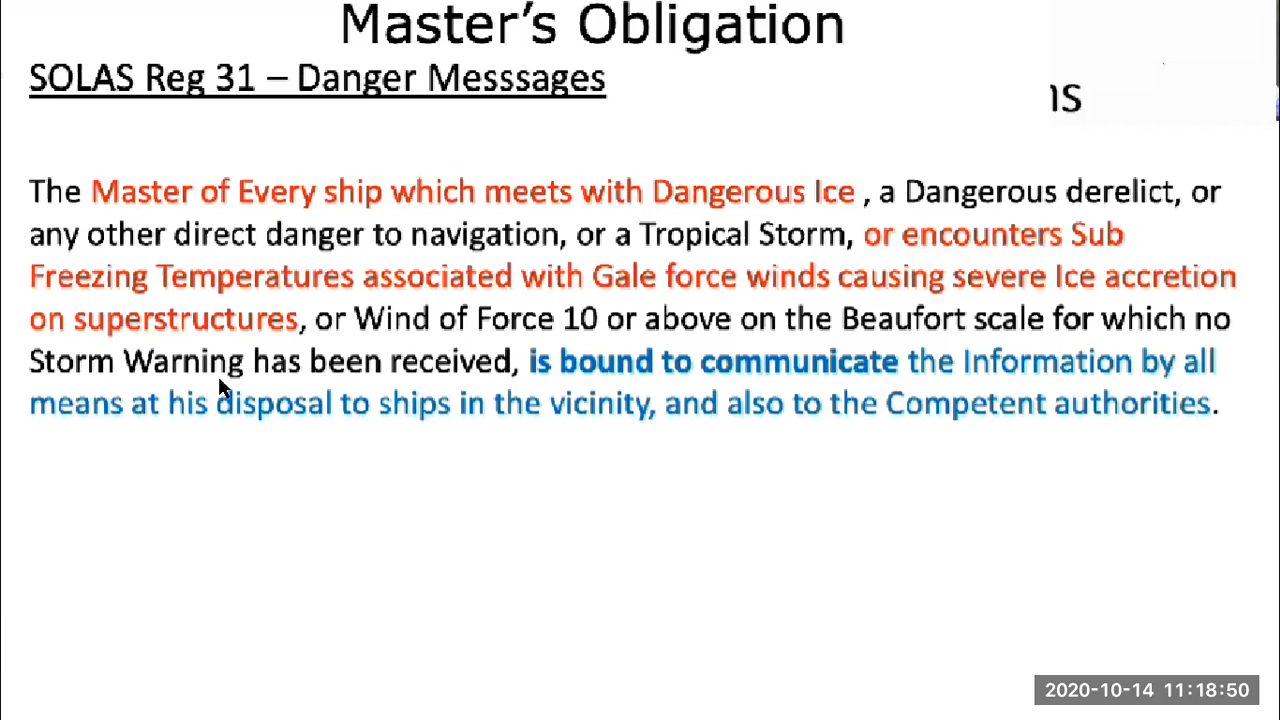 Master's Obligation
SOLAS Reg 31 – Danger Messsages
ns
The Master of Every ship which meets with Dangerous Ice , a Dangerous derelict, or
any other direct danger to navigation, or a Tropical Storm, or encounters Sub
Freezing Temperatures associated with Gale force winds causing severe Ice accretion
on superstructures, or Wind of Force 10 or above on the Beaufort scale for which no
Storm Warning has been received, is bound to communicate the Information by all
means at his disposal to ships in the vicinity, and also to the Competent authorities.
2020-10-14 11:18:50